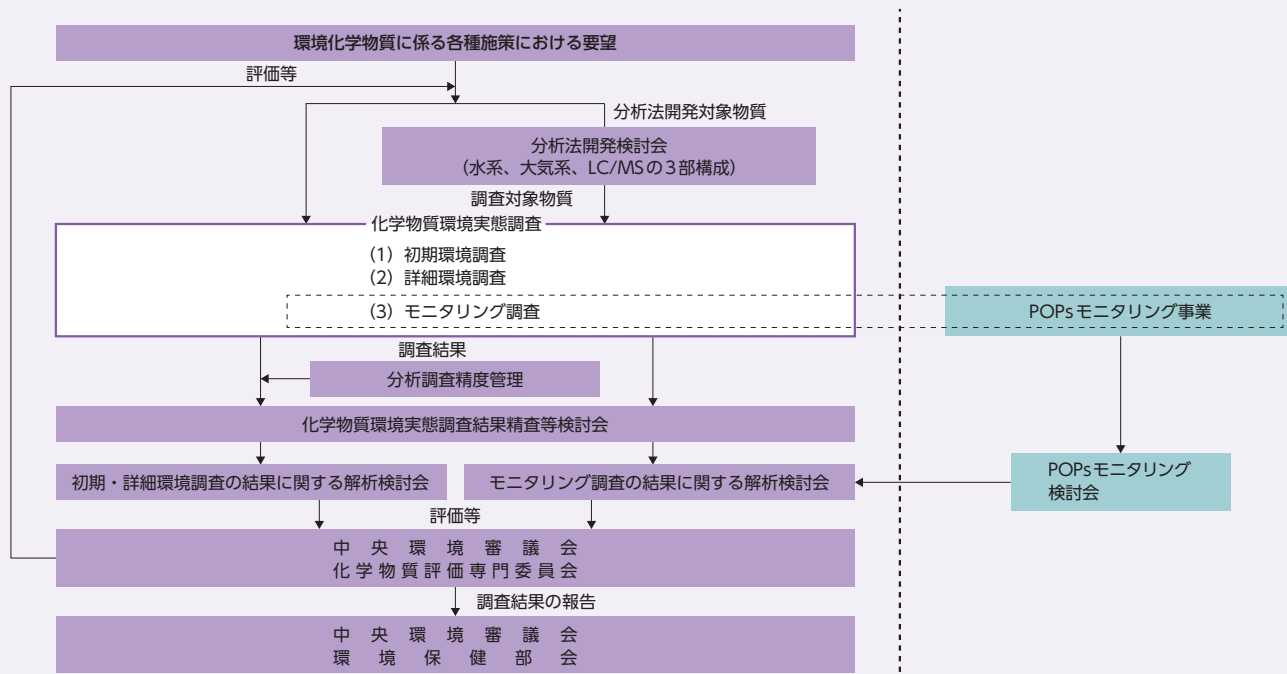 環境化学物質に係る各種施策における要望
評価等
分析法開発対象物質
分析法開発検討会
（水系、大気系、LC/MSの3部構成）
調査対象物質
化学物質環境実態調査
（1）初期環境調査
（2）詳細環境調査
（3）モニタリング調査
POPsモニタリング事業
調査結果
分析調査精度管理
化学物質環境実態調査結果精査等検討会
初期・詳細環境調査の結果に関する解析検討会
モニタリング調査の結果に関する解析検討会
POPsモニタリング
検討会
評価等
中央環境審議会
化学物質評価専門委員会
調査結果の報告
中央環境審議会
環境保健部会